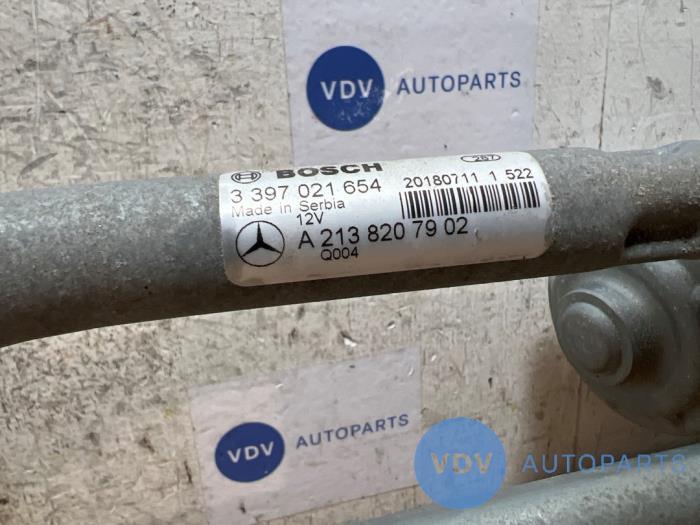 VDV AUTOPARTS
BOSCH 267
3 397 021 654 20180711 1 522
Made in Serbia
12V
A 213 820 79 02
Q004
VDV AUTOPARTS
VDV AUTOPARTS